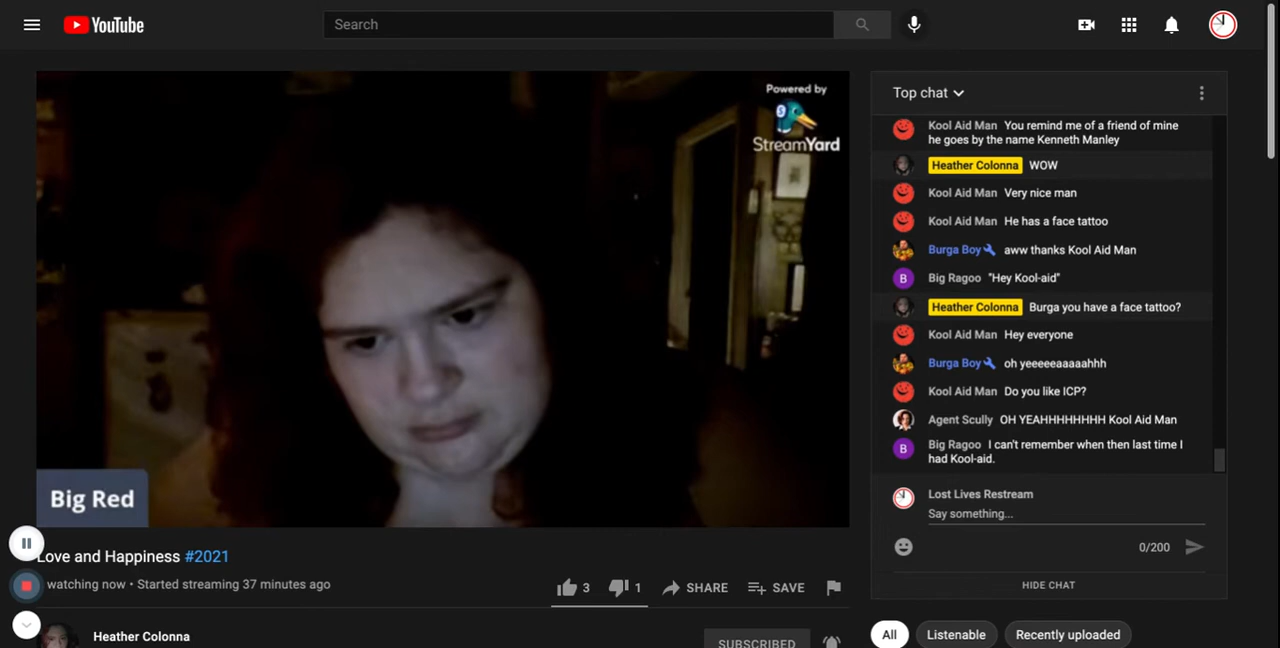 YouTube
Search
Powered by
StreamYard
Big Red
Love and Happiness #2021
watching now • Started streaming 37 minutes ago
3
1
SHARE
SAVE
Heather Colonna
SUBSCRIBED
Top chat
Kool Aid Man You remind me of a friend of mine
he goes by the name Kenneth Manley
Heather Colonna WOW
Kool Aid Man Very nice man
Kool Aid Man He has a face tattoo
Burga Boy aww thanks Kool Aid Man
B Big Ragoo "Hey Kool-aid"
Heather Colonna Burga you have a face tattoo?
Kool Aid Man Hey everyone
Burga Boy oh yeeeeeaaaaahhh
Kool Aid Man Do you like ICP?
Agent Scully OH YEAHHHHHHHH Kool Aid Man
B Big Ragoo I can't remember when then last time I
had Kool-aid.
Lost Lives Restream
Say something...
0/200
HIDE CHAT
All
Listenable
Recently uploaded